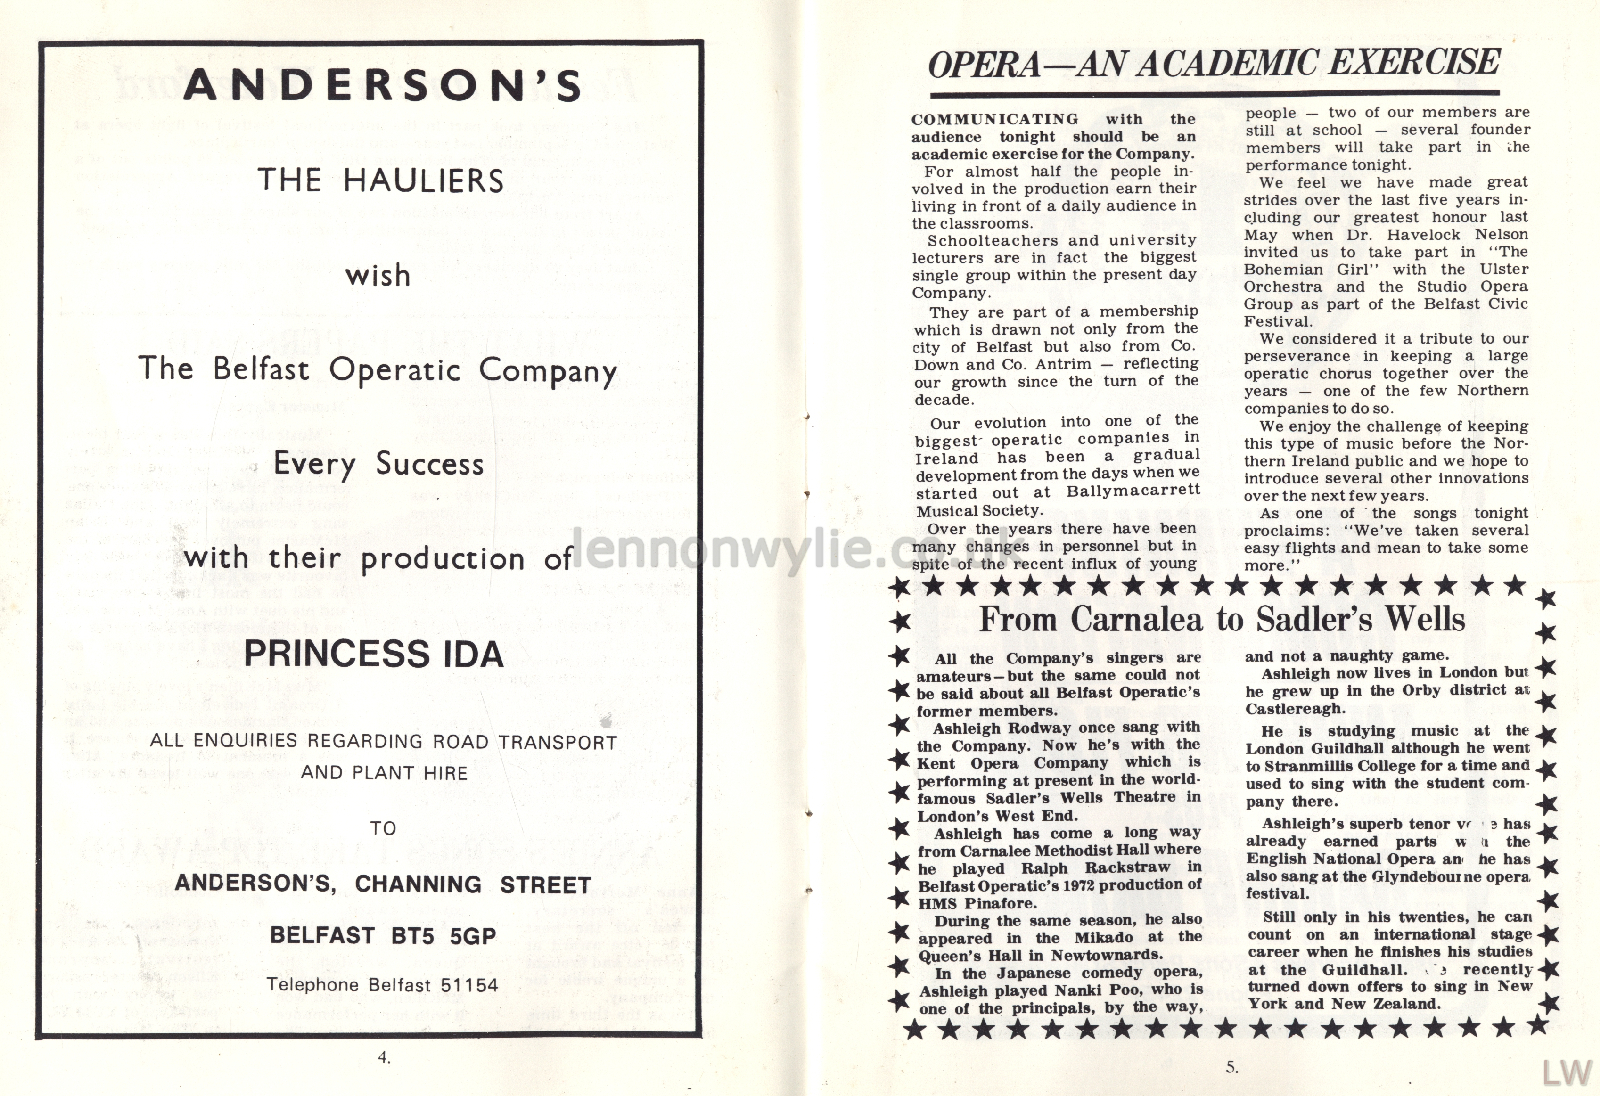 ANDERSON'S
THE HAULIERS
wish
The Belfast Operatic Company
Every Success
with their production of
PRINCESS IDA
ALL ENQUIRIES REGARDING ROAD TRANSPORT
AND PLANT HIRE
TO
ANDERSON'S, CHANNING STREET
BELFAST BT5 5GP
Telephone Belfast 51154
4.
OPERA—AN ACADEMIC EXERCISE
COMMUNICATING with the
audience tonight should be an
academic exercise for the Company.
For almost half the people in-
volved in the production earn their
living in front of a daily audience in
the classrooms.
Schoolteachers and university
lecturers are in fact the biggest
single group within the present day
Company.
They are part of a membership
which is drawn not only from the
city of Belfast but also from Co.
Down and Co. Antrim — reflecting
our growth since the turn of the
decade.
Our evolution into one of the
biggest operatic companies in
Ireland has been a gradual
development from the days when we
started out at Ballymacarrett
Musical Society.
Over the years there have been
many changes in personnel but in
spite of the recent influx of young
people — two of our members are
still at school — several founder
members will take part in the
performance tonight.
We feel we have made great
strides over the last five years in-
cluding our greatest honour last
May when Dr. Havelock Nelson
invited us to take part in "The
Bohemian Girl" with the Ulster
Orchestra and the Studio Opera
Group as part of the Belfast Civic
Festival.
We considered it a tribute to our
perseverance in keeping a large
operatic chorus together over the
years — one of the few Northern
companies to do so.
We enjoy the challenge of keeping
this type of music before the Nor-
thern Ireland public and we hope to
introduce several other innovations
over the next few years.
As one of the songs tonight
proclaims: "We've taken several
easy flights and mean to take some
more."
From Carnalea to Sadler's Wells
All the Company's singers are
amateurs—but the same could not
be said about all Belfast Operatic's
former members.
Ashleigh Rodway once sang with
the Company. Now he's with the
Kent Opera Company which is
performing at present in the world-
famous Sadler's Wells Theatre in
London's West End.
Ashleigh has come a long way
from Carnalee Methodist Hall where
he played Ralph Rackstraw in
Belfast Operatic's 1972 production of
HMS Pinafore.
During the same season, he also
appeared in the Mikado at the
Queen's Hall in Newtownards.
In the Japanese comedy opera,
Ashleigh played Nanki Poo, who is
one of the principals, by the way,
and not a naughty game.
Ashleigh now lives in London but
he grew up in the Orby district at
Castlereagh.
He is studying music at the
London Guildhall although he went
to Stranmillis College for a time and
used to sing with the student com-
pany there.
Ashleigh's superb tenor has
already earned parts the
English National Opera and he has
also sang at the Glyndebourne opera
festival.
Still only in his twenties, he can
count on an international stage
career when he finishes his studies
at the Guildhall. recently
turned down offers to sing in New
York and New Zealand.
5.
lennonwylie.co.uk
LW